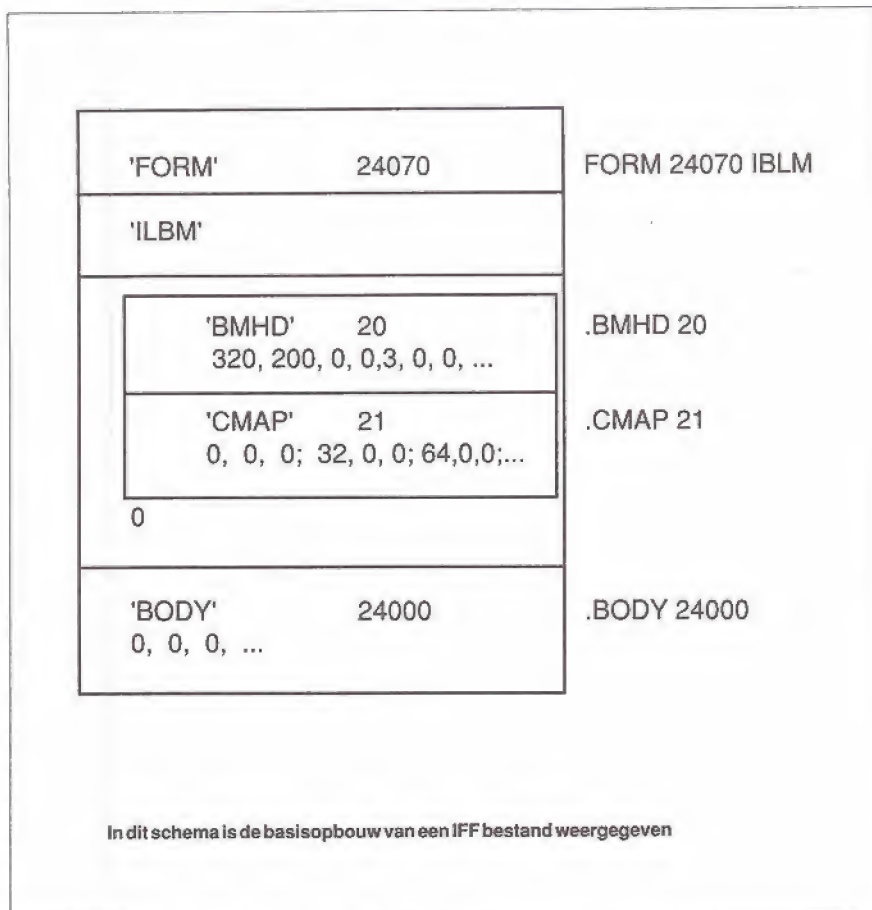 'FORM' 24070 FORM 24070 IBLM
'ILBM'
'BMHD' 20 .BMHD 20
320, 200, 0, 0,3, 0, 0, ...
'CMAP' 21 .CMAP 21
0, 0, 0; 32, 0, 0; 64,0,0;...
0
'BODY' 24000 .BODY 24000
0, 0, 0, ...
In dit schema is de basisopbouw van een IFF bestand weergegeven